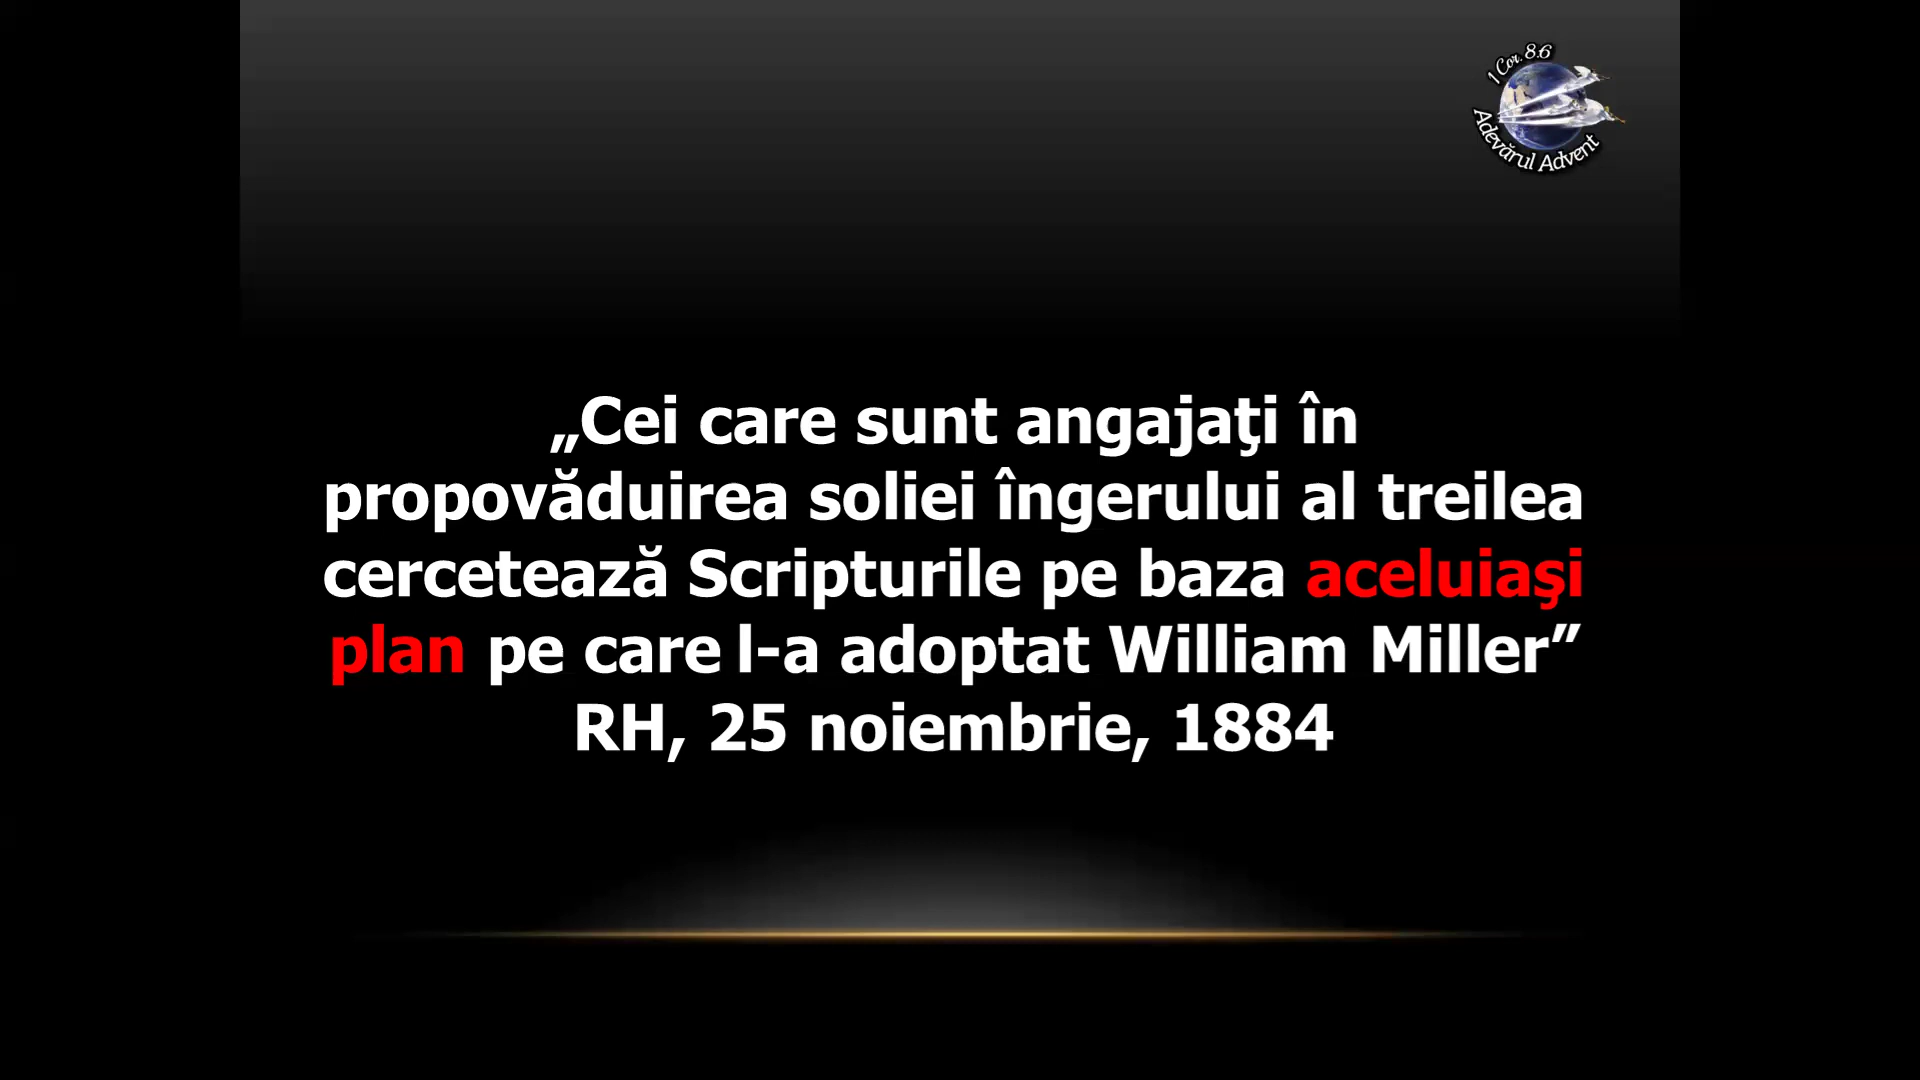 1 Cor. 8:6
Adevărul Advent
„Cei care sunt angajaţi în
propovăduirea soliei îngerului al treilea
cercetează Scripturile pe baza aceluiaşi
plan pe care l-a adoptat William Miller”
RH, 25 noiembrie, 1884